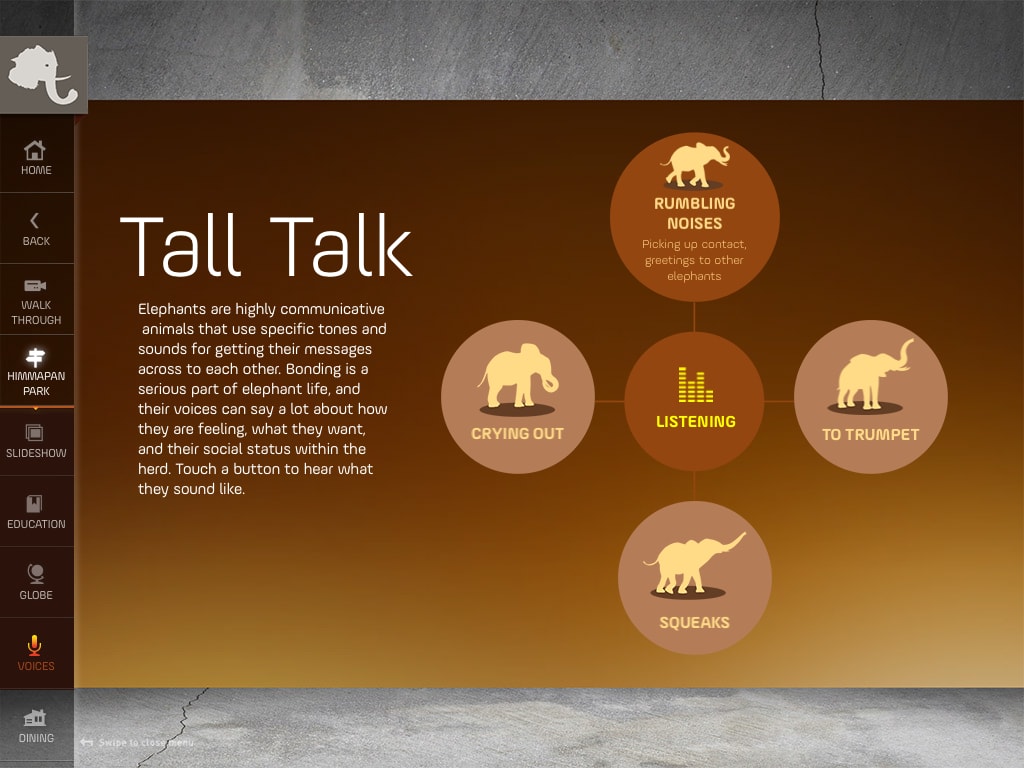 HOME
BACK
WALK
THROUGH
HIMMAPAN
PARK
SLIDESHOW
EDUCATION
GLOBE
VOICES
DINING
Swipe to close menu
Tall Talk
Elephants are highly communicative
animals that use specific tones and
sounds for getting their messages
across to each other. Bonding is a
serious part of elephant life, and
their voices can say a lot about how
they are feeling, what they want,
and their social status within the
herd. Touch a button to hear what
they sound like.
RUMBLING
NOISES
Picking up contact,
greetings to other
elephants
CRYING OUT
LISTENING
TO TRUMPET
SQUEAKS